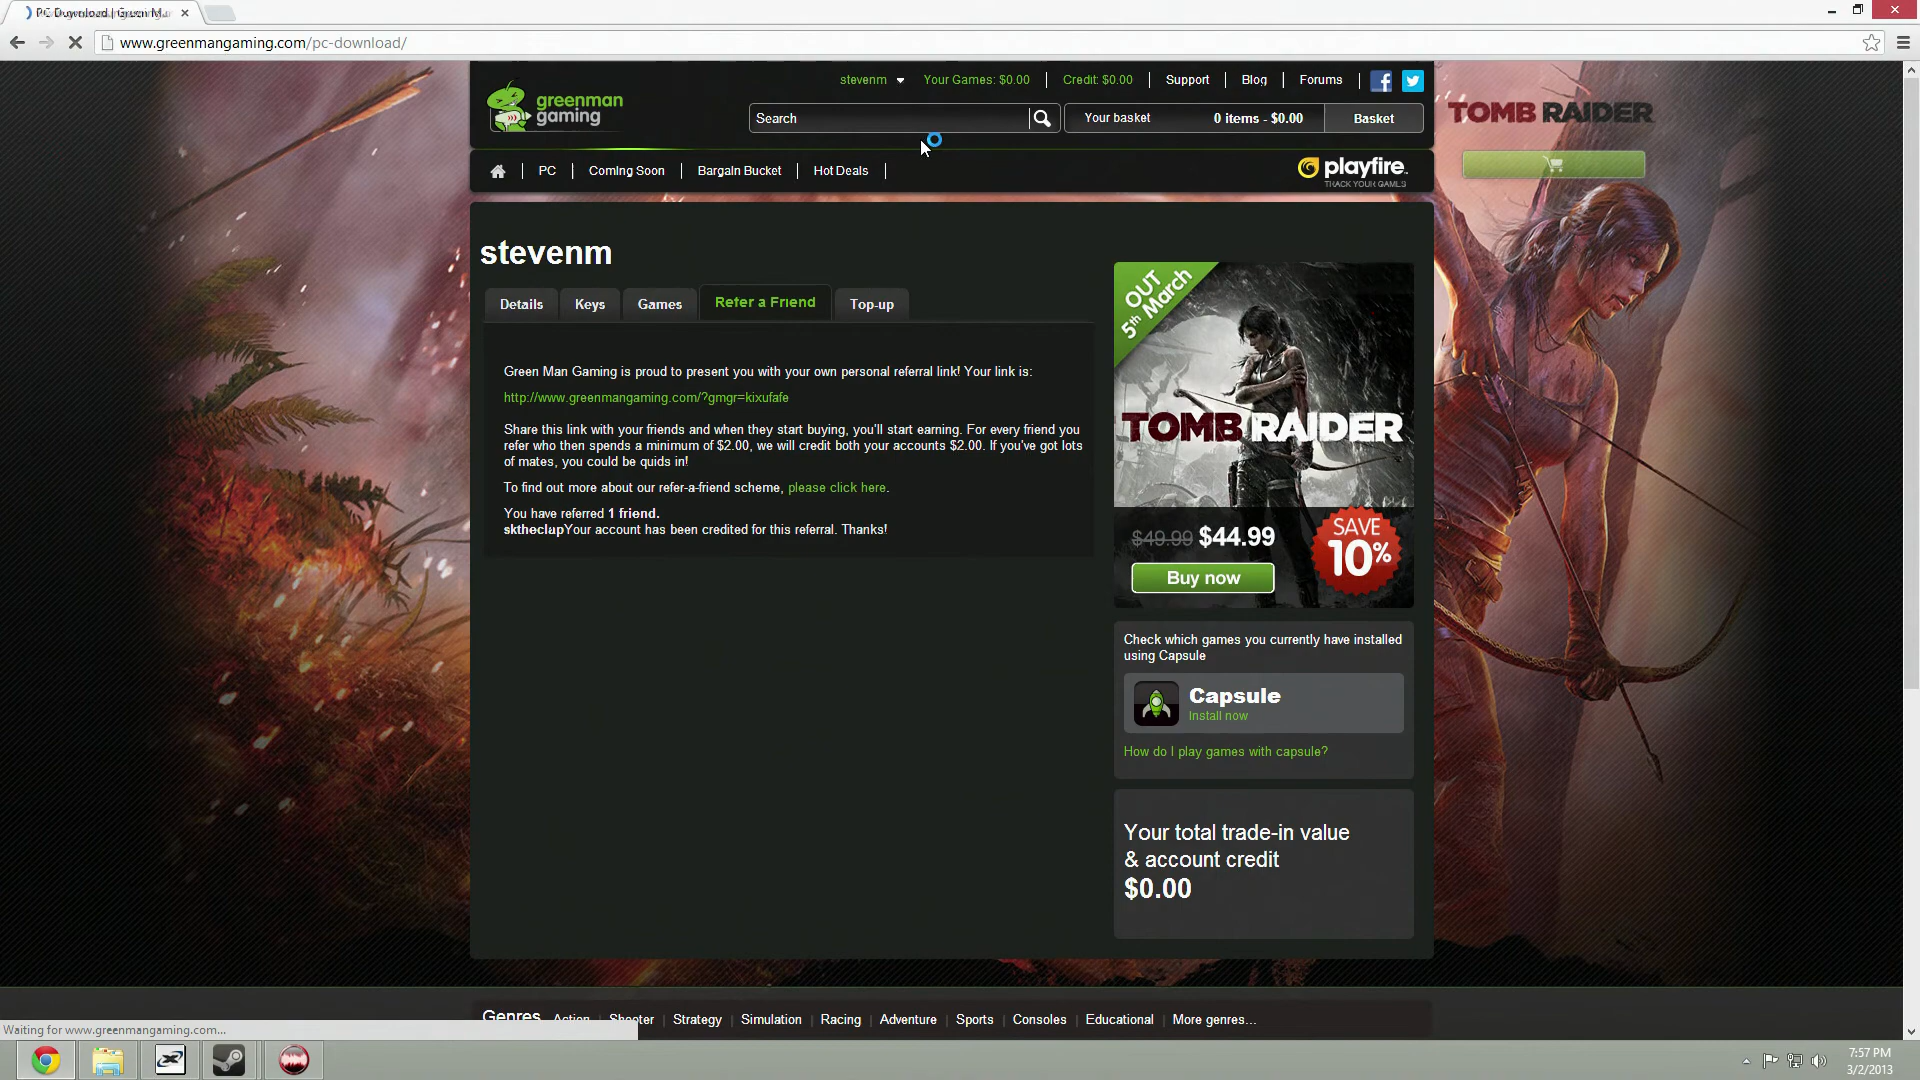 PC Download | Green M...
www.greenmangaming.com/pc-download/
greenman
gaming
stevenm
Your Games: $0.00
Credit: $0.00
Support
Blog
Forums
Search
Your basket
0 items - $0.00
Basket
PC
Coming Soon
Bargain Bucket
Hot Deals
playfire
TRACK YOUR GAMES
TOMB RAIDER
stevenm
Details
Keys
Games
Refer a Friend
Top-up
Green Man Gaming is proud to present you with your own personal referral link! Your link is:
http://www.greenmangaming.com/?gmgr=kixufafe
Share this link with your friends and when they start buying, you'll start earning. For every friend you
refer who then spends a minimum of $2.00, we will credit both your accounts $2.00. If you've got lots
of mates, you could be quids in!
To find out more about our refer-a-friend scheme, please click here.
You have referred 1 friend.
sktheclapYour account has been credited for this referral. Thanks!
OUT
5th March
TOMB RAIDER
$49.99 $44.99
SAVE
10%
Buy now
Check which games you currently have installed
using Capsule
Capsule
Install now
How do I play games with capsule?
Your total trade-in value
& account credit
$0.00
Genres
Action
Shooter
Strategy
Simulation
Racing
Adventure
Sports
Consoles
Educational
More genres...
Waiting for www.greenmangaming.com...
7:57 PM
3/2/2013